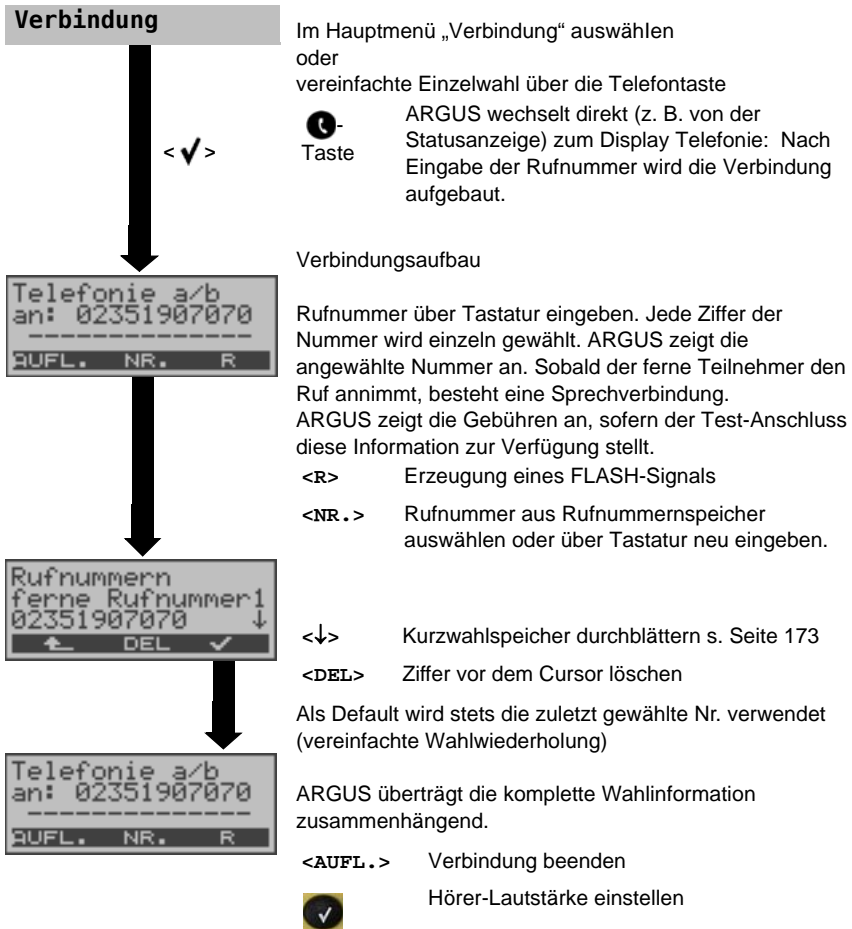 Verbindung
Im Hauptmenü „Verbindung“ auswählen
oder
vereinfachte Einzelwahl über die Telefontaste
-
Taste
ARGUS wechselt direkt (z. B. von der
Statusanzeige) zum Display Telefonie: Nach
Eingabe der Rufnummer wird die Verbindung
aufgebaut.
<✓>
Verbindungsaufbau
Telefonie a/b
an: 02351907070
---------------
AUFL. NR. R
Rufnummer über Tastatur eingeben. Jede Ziffer der
Nummer wird einzeln gewählt. ARGUS zeigt die
angewählte Nummer an. Sobald der ferne Teilnehmer den
Ruf annimmt, besteht eine Sprechverbindung.
ARGUS zeigt die Gebühren an, sofern der Test-Anschluss
diese Information zur Verfügung stellt.
<R> Erzeugung eines FLASH-Signals
<NR.> Rufnummer aus Rufnummernspeicher
auswählen oder über Tastatur neu eingeben.
Rufnummern
ferne Rufnummer1
02351907070 ↓
DEL ✓
<↓> Kurzwahlspeicher durchblättern s. Seite 173
<DEL> Ziffer vor dem Cursor löschen
Als Default wird stets die zuletzt gewählte Nr. verwendet
(vereinfachte Wahlwiederholung)
Telefonie a/b
an: 02351907070
---------------
AUFL. NR. R
ARGUS überträgt die komplette Wahlinformation
zusammenhängend.
<AUFL.> Verbindung beenden
Hörer-Lautstärke einstellen